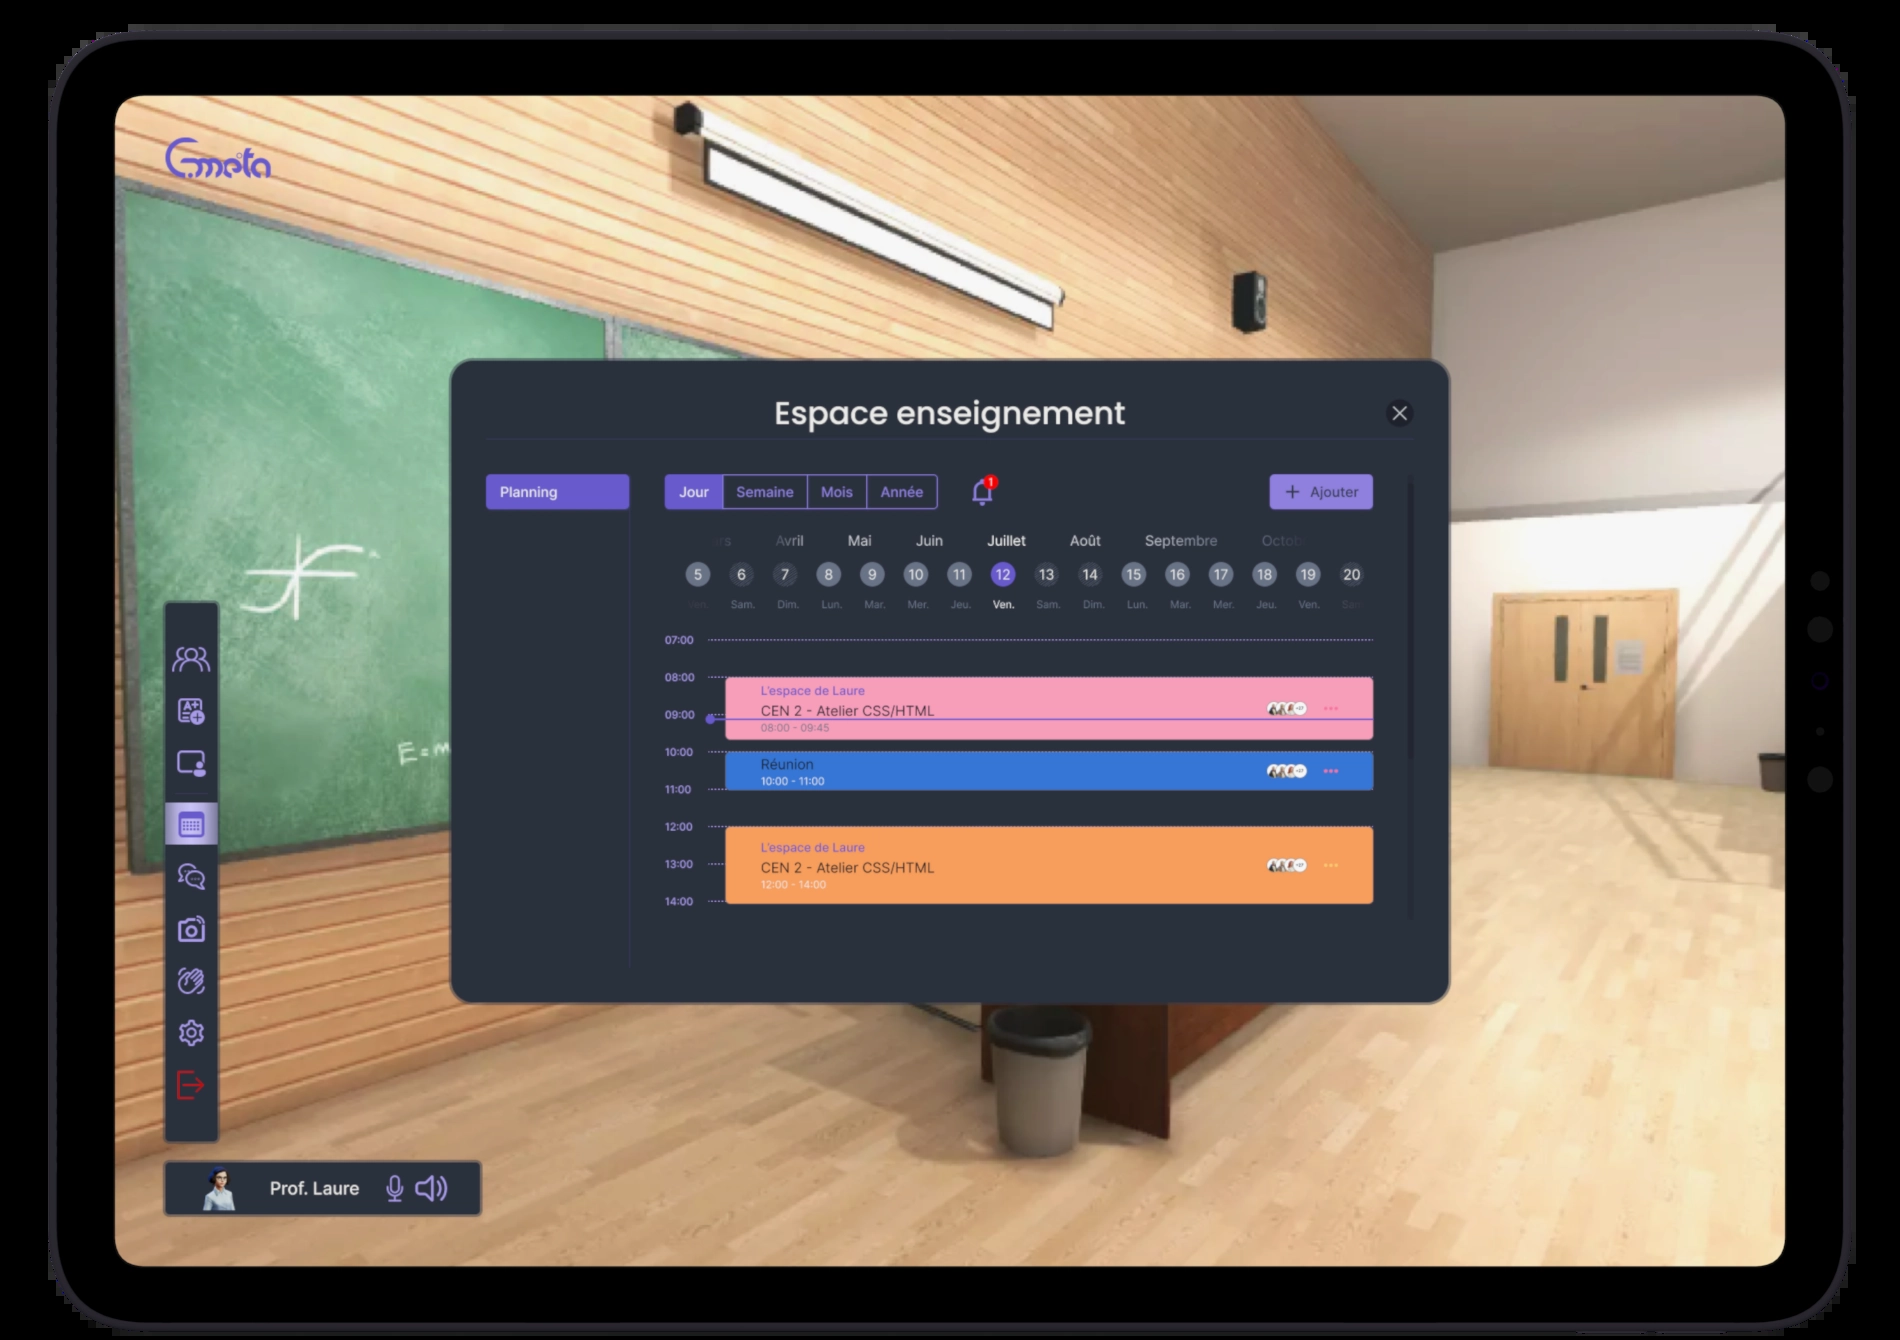 Gmeta
E=m
Espace enseignement
Planning
Jour Semaine Mois Année 1 + Ajouter
Avril Mai Juin Juillet Août Septembre Octob
5 6 7 8 9 10 11 12 13 14 15 16 17 18 19 20
Ven. Sam. Dim. Lun. Mar. Mer. Jeu. Ven. Sam. Dim. Lun. Mar. Mer. Jeu. Ven. Sam
07:00
08:00
L'espace de Laure
CEN 2 - Atelier CSS/HTML
09:00
08:00 - 09:45
10:00
Réunion
10:00 - 11:00
11:00
12:00
L'espace de Laure
CEN 2 - Atelier CSS/HTML
13:00
12:00 - 14:00
14:00
Prof. Laure